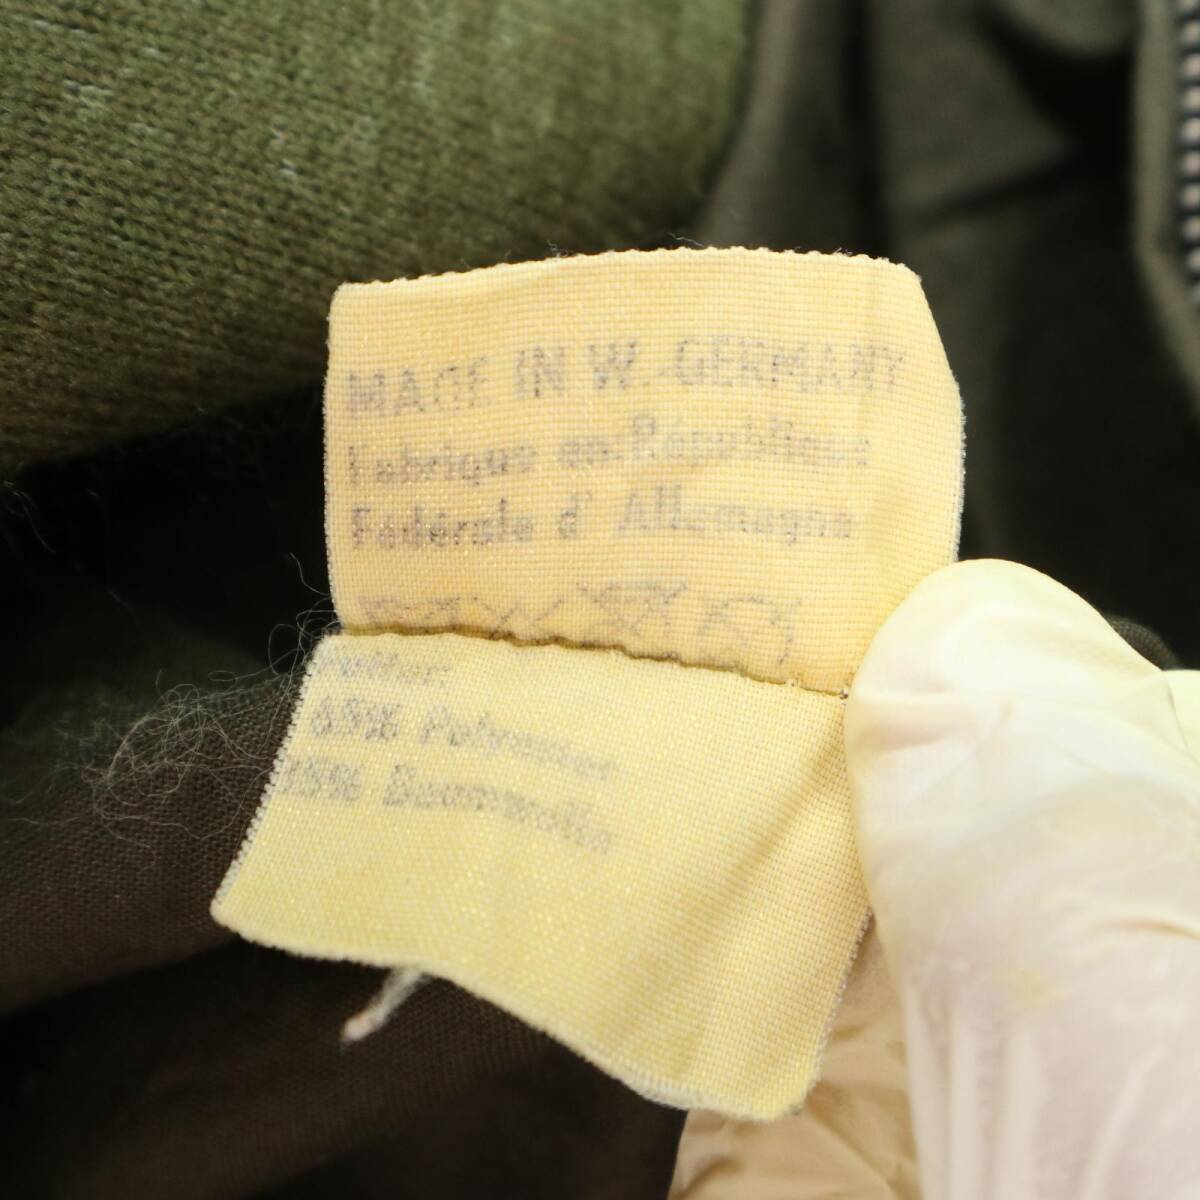 MADE IN W.-GERMANY
Fabrique en République
Fédérale d' Allemagne
Futter:
65% Polyester
35% Baumwolle